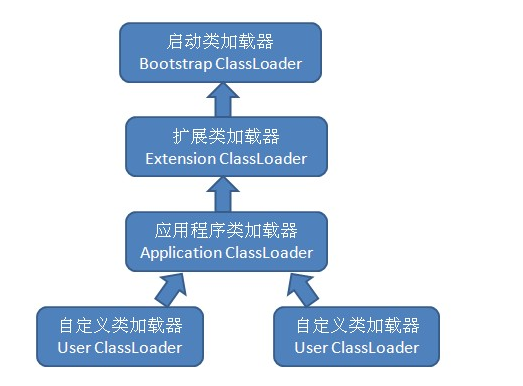 启动类加载器
Bootstrap ClassLoader
扩展类加载器
Extension ClassLoader
应用程序类加载器
Application ClassLoader
自定义类加载器
User ClassLoader
自定义类加载器
User ClassLoader